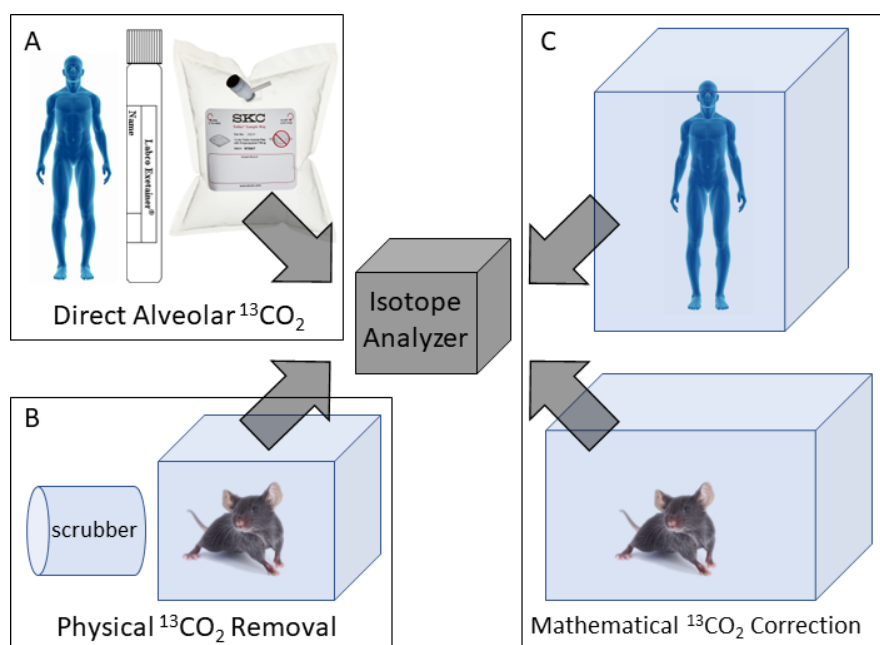 A
Name
Labco Exetainer®
SKC
Direct Alveolar ¹³CO₂
B
scrubber
Physical ¹³CO₂ Removal
Isotope
Analyzer
C
Mathematical ¹³CO₂ Correction